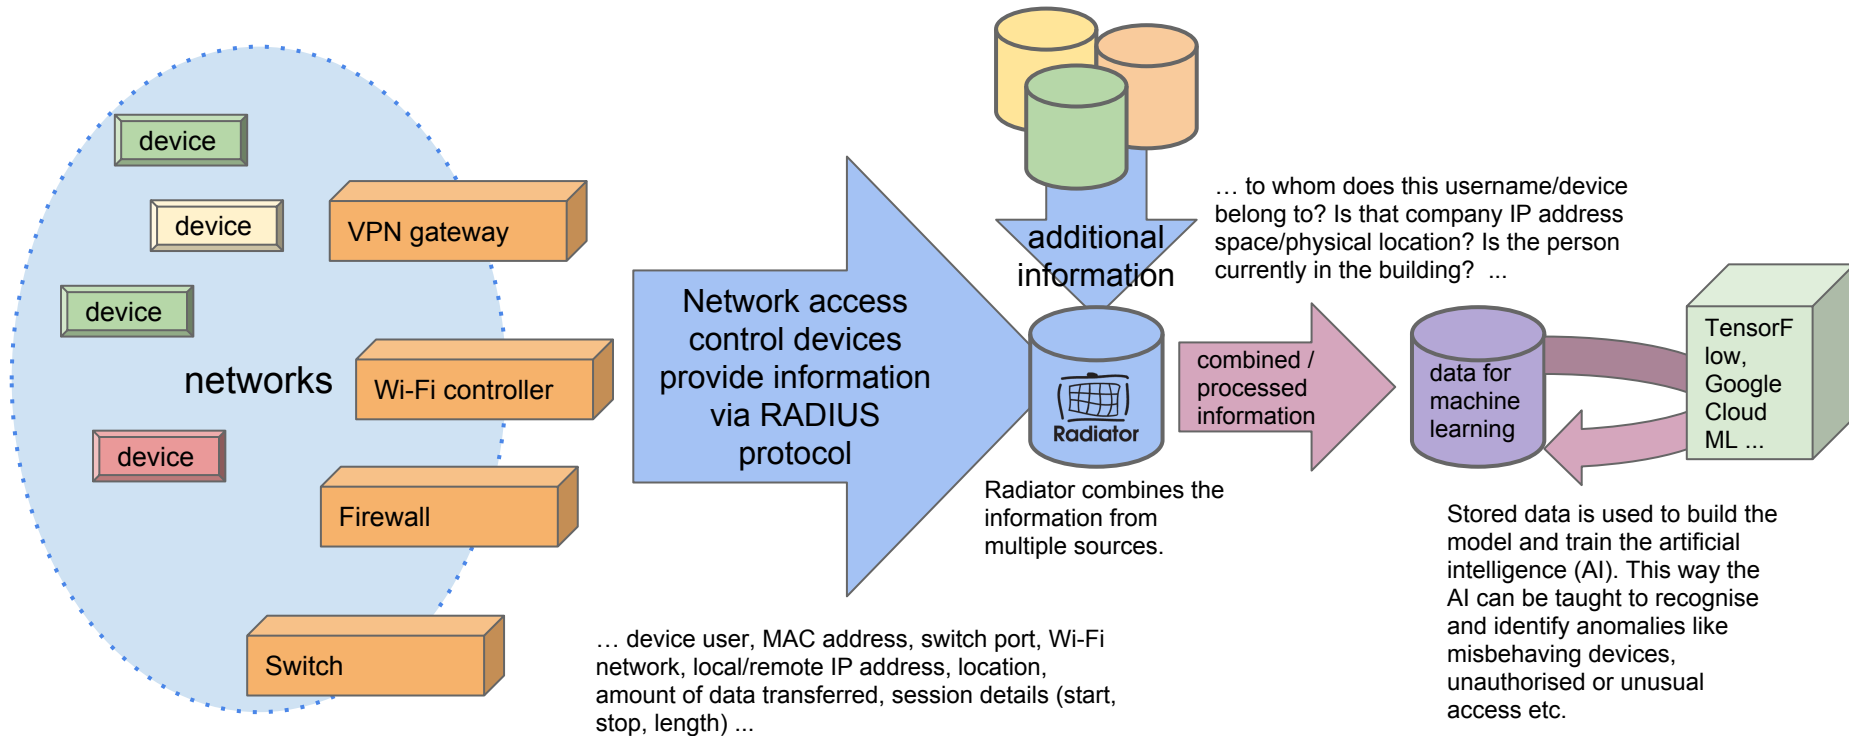 device
device
device
device
networks
VPN gateway
Wi-Fi controller
Firewall
Switch
Network access
control devices
provide information
via RADIUS
protocol
… device user, MAC address, switch port, Wi-Fi
network, local/remote IP address, location,
amount of data transferred, session details (start,
stop, length) ...
additional
information
Radiator
Radiator combines the
information from
multiple sources.
… to whom does this username/device
belong to? Is that company IP address
space/physical location? Is the person
currently in the building? ...
combined /
processed
information
data for
machine
learning
TensorF
low,
Google
Cloud
ML ...
Stored data is used to build the
model and train the artificial
intelligence (AI). This way the
AI can be taught to recognise
and identify anomalies like
misbehaving devices,
unauthorised or unusual
access etc.